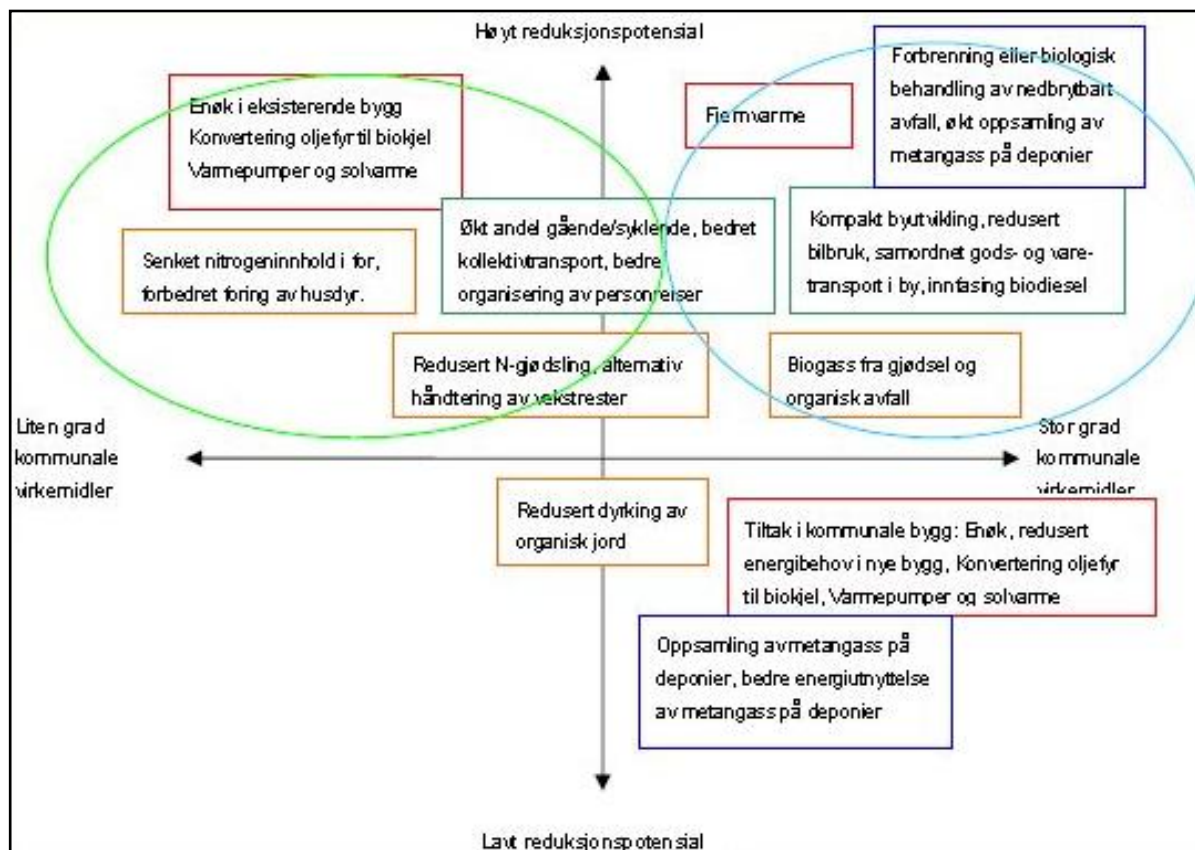 Høyt reduksjonspotensial
Enøk i eksisterende bygg
Konvertering oljefyr til biokjel
Varmepumper og solvarme
Fjernvarme
Forbrenning eller biologisk
behandling av nedbrytbart
avfall, økt oppsamling av
metangass på deponier
Senket nitrogeninnhold i for,
forbedret foring av husdyr.
Økt andel gående/syklende, bedret
kollektivtransport, bedre
organisering av personreiser
Kompakt byutvikling, redusert
bilbruk, samordnet gods- og vare-
transport i by, innfasing biodiesel
Redusert N-gjødsling, alternativ
håndtering av vekstrester
Biogass fra gjødsel og
organisk avfall
Liten grad
kommunale
virkemidler
Stor grad
kommunale
virkemidler
Redusert dyrking av
organisk jord
Tiltak i kommunale bygg: Enøk, redusert
energibehov i nye bygg, Konvertering oljefyr
til biokjel, Varmepumper og solvarme
Oppsamling av metangass på
deponier, bedre energiutnyttelse
av metangass på deponier
Lavt reduksjonspotensial